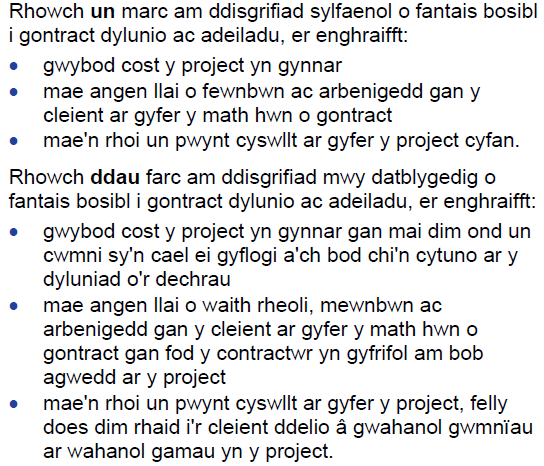 Rhowch un marc am ddisgrifiad sylfaenol o fantais bosibl
i gontract dylunio ac adeiladu, er enghraifft:
• gwybod cost y project yn gynnar
• mae angen llai o fewnbwn ac arbenigedd gan y
cleient ar gyfer y math hwn o gontract
• mae'n rhoi un pwynt cyswllt ar gyfer y project cyfan.
Rhowch ddau farc am ddisgrifiad mwy datblygedig o
fantais bosibl i gontract dylunio ac adeiladu, er enghraifft:
• gwybod cost y project yn gynnar gan mai dim ond un
cwmni sy'n cael ei gyflogi a'ch bod chi'n cytuno ar y
dyluniad o'r dechrau
• mae angen llai o waith rheoli, mewnbwn ac
arbenigedd gan y cleient ar gyfer y math hwn o
gontract gan fod y contractwr yn gyfrifol am bob
agwedd ar y project
• mae'n rhoi un pwynt cyswllt ar gyfer y project, felly
does dim rhaid i'r cleient ddelio â gwahanol gwmnïau
ar wahanol gamau yn y project.